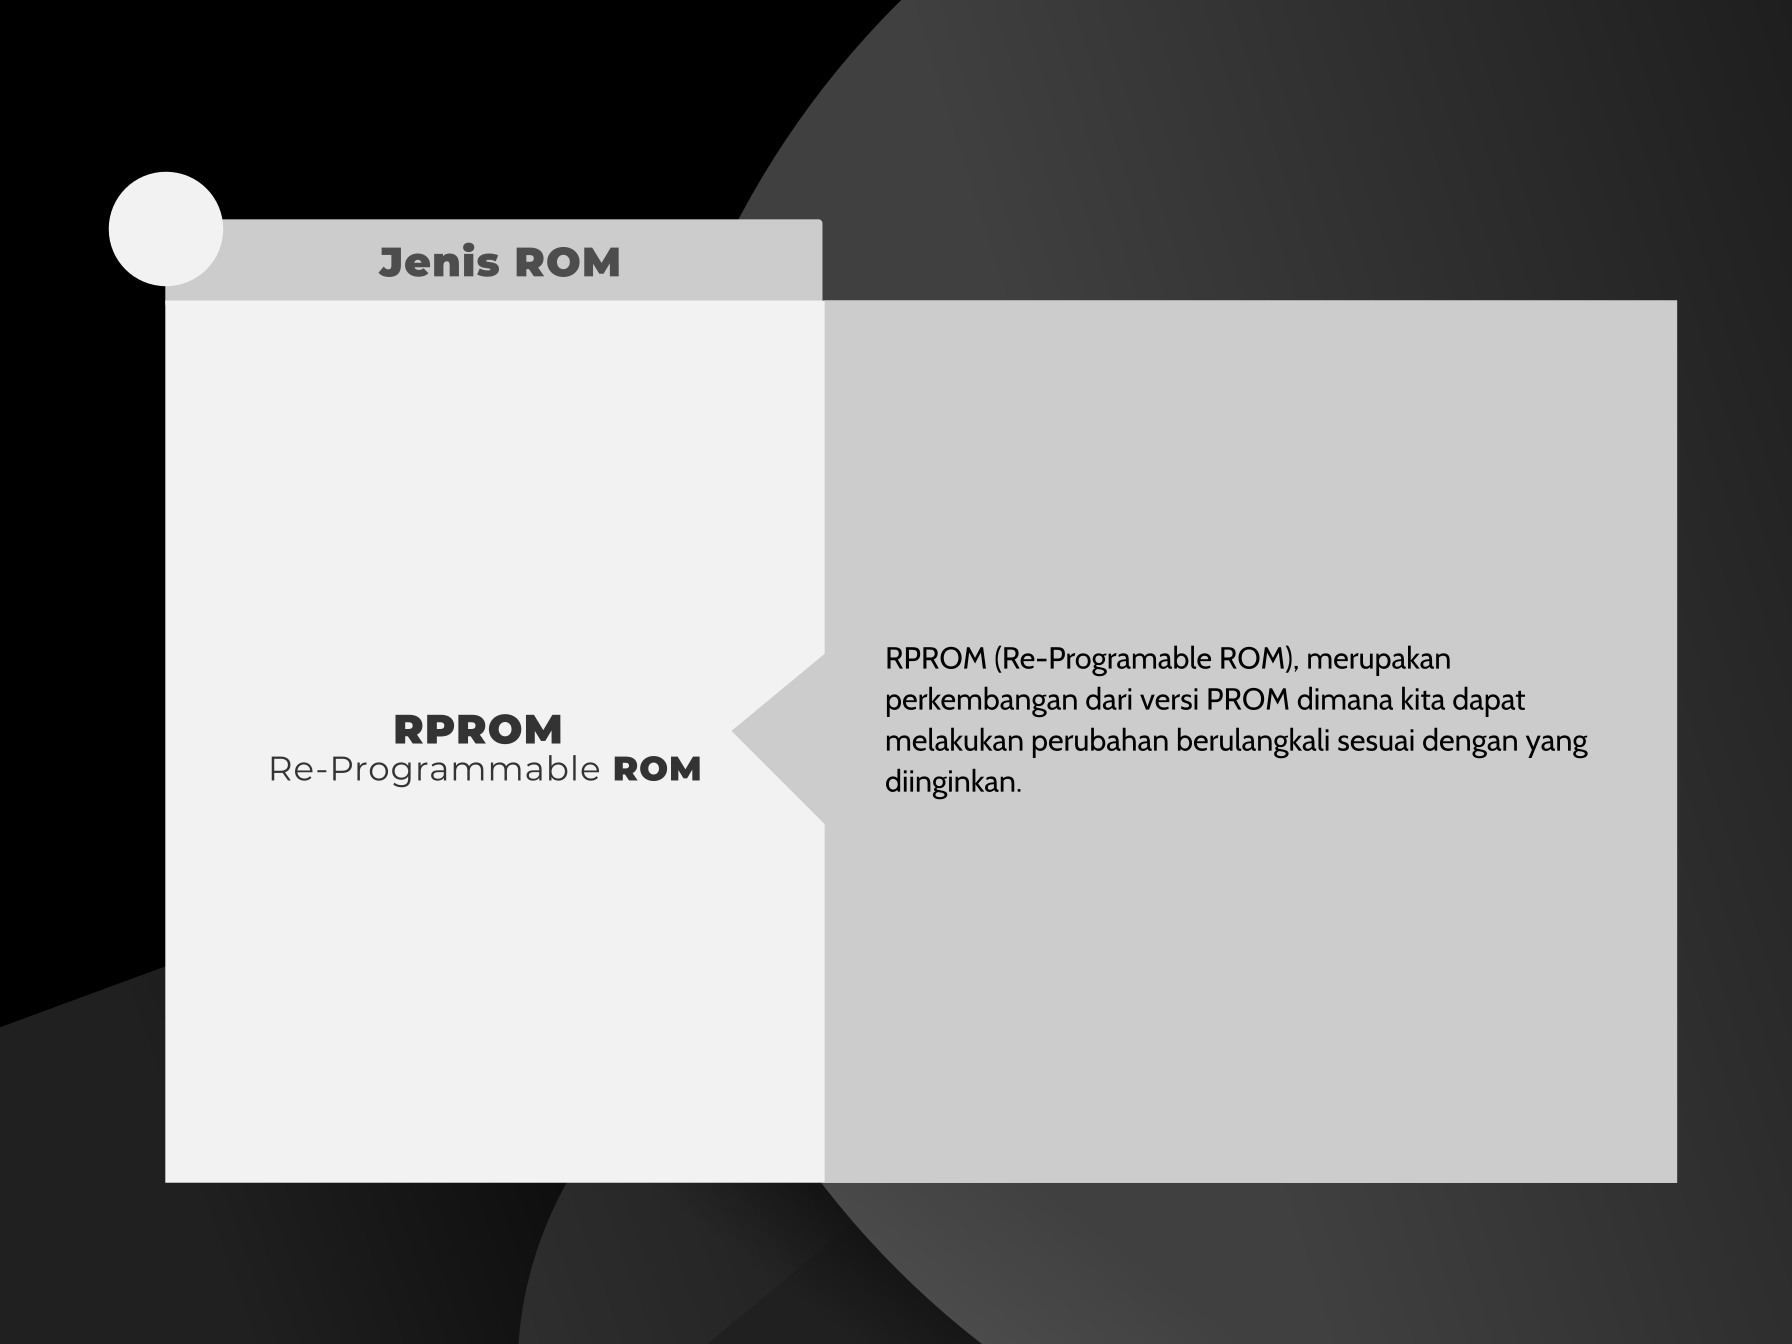 Jenis ROM
RPROM
Re-Programmable ROM
RPROM (Re-Programable ROM), merupakan
perkembangan dari versi PROM dimana kita dapat
melakukan perubahan berulangkali sesuai dengan yang
diinginkan.